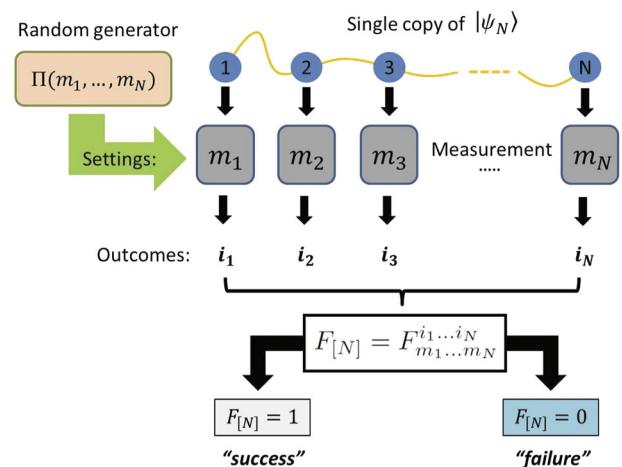 Random generator
Single copy of |ψ_N⟩
Π(m_1, ..., m_N)
1 2 3 N
Settings:
m_1 m_2 m_3 Measurement ..... m_N
Outcomes: i_1 i_2 i_3 i_N
F_{[N]} = F^{i_1...i_N}_{m_1...m_N}
F_{[N]} = 1 F_{[N]} = 0
"success" "failure"